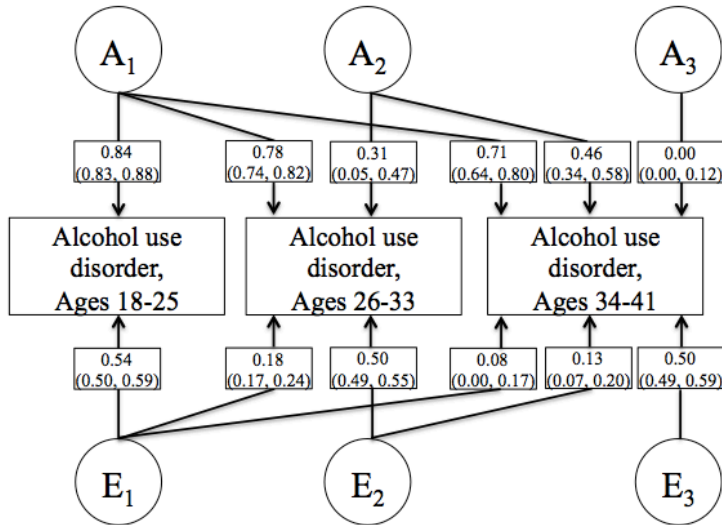 A₁ A₂ A₃
0.84 0.78 0.31 0.71 0.46 0.00
(0.83, 0.88) (0.74, 0.82) (0.05, 0.47) (0.64, 0.80) (0.34, 0.58) (0.00, 0.12)
Alcohol use Alcohol use Alcohol use
disorder, disorder, disorder,
Ages 18-25 Ages 26-33 Ages 34-41
0.54 0.18 0.50 0.08 0.13 0.50
(0.50, 0.59) (0.17, 0.24) (0.49, 0.55) (0.00, 0.17) (0.07, 0.20) (0.49, 0.59)
E₁ E₂ E₃